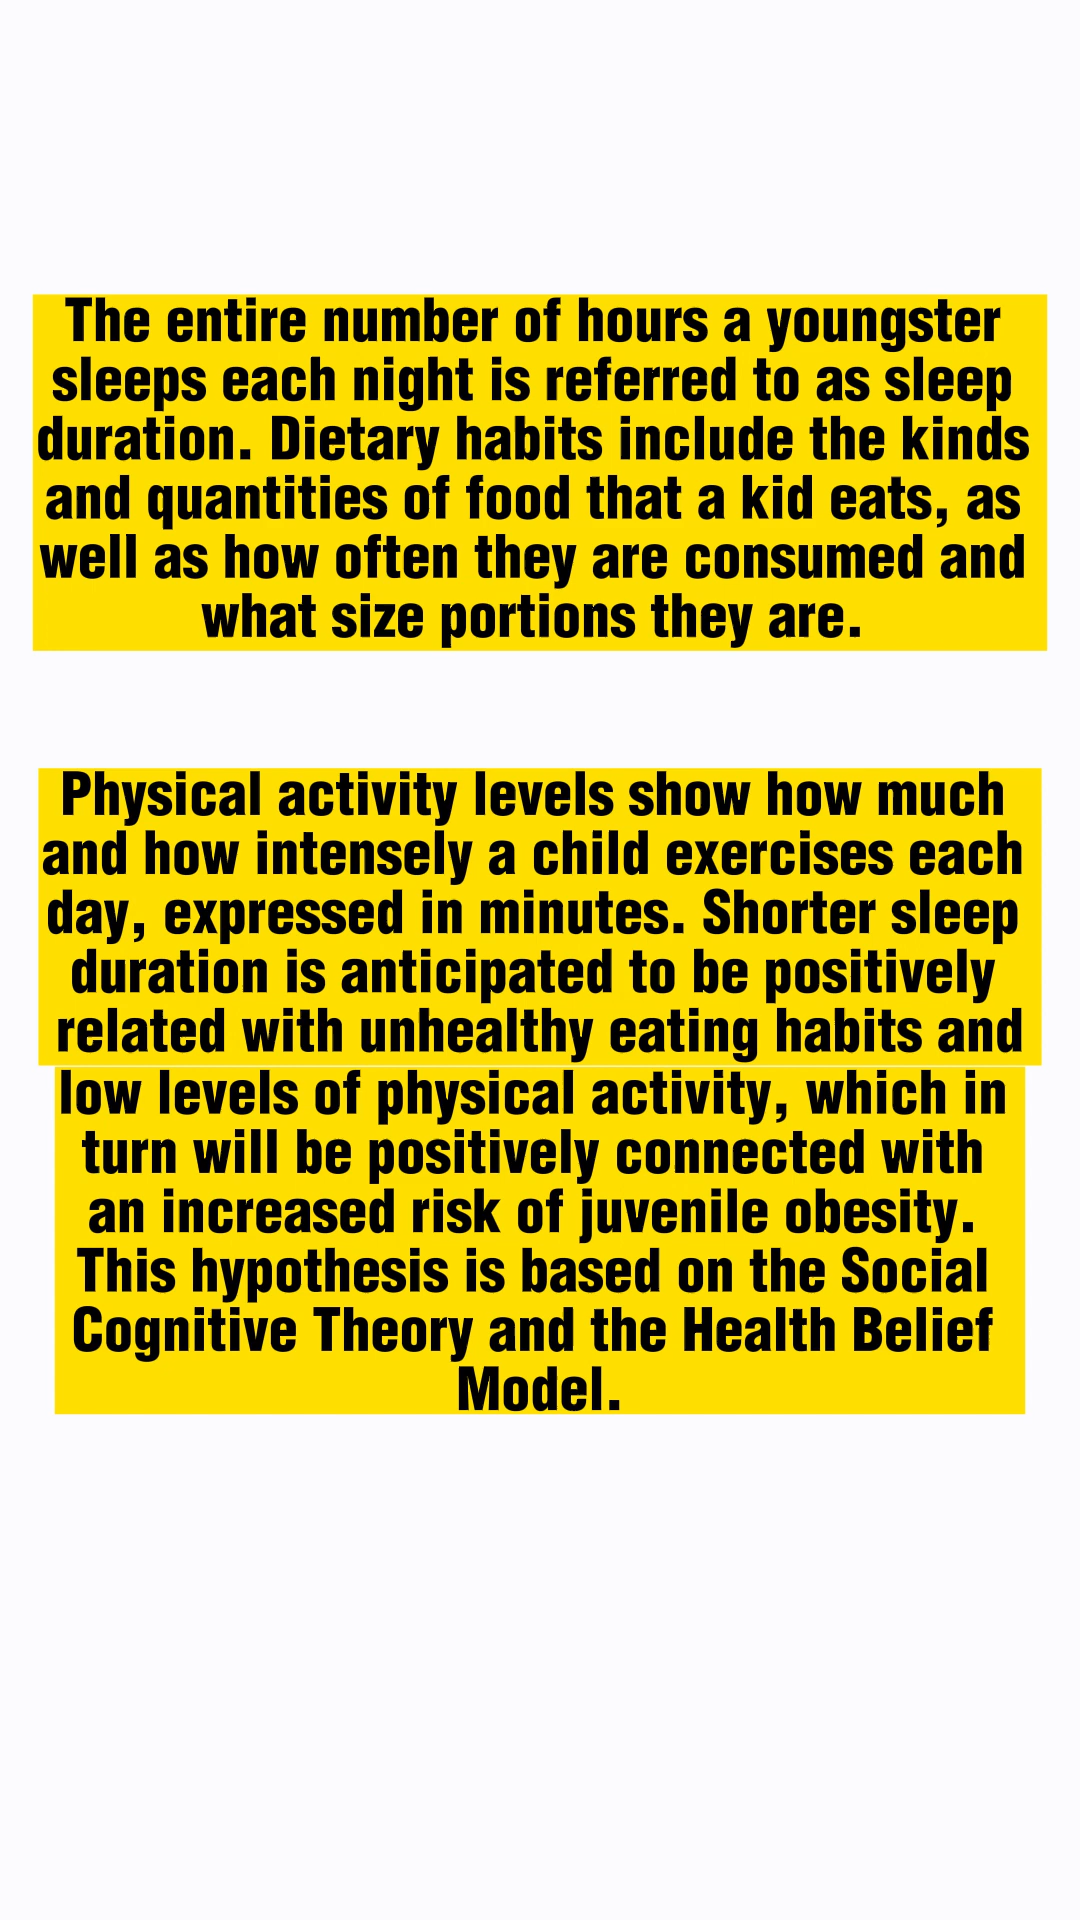 The entire number of hours a youngster
sleeps each night is referred to as sleep
duration. Dietary habits include the kinds
and quantities of food that a kid eats, as
well as how often they are consumed and
what size portions they are.
Physical activity levels show how much
and how intensely a child exercises each
day, expressed in minutes. Shorter sleep
duration is anticipated to be positively
related with unhealthy eating habits and
low levels of physical activity, which in
turn will be positively connected with
an increased risk of juvenile obesity.
This hypothesis is based on the Social
Cognitive Theory and the Health Belief
Model.